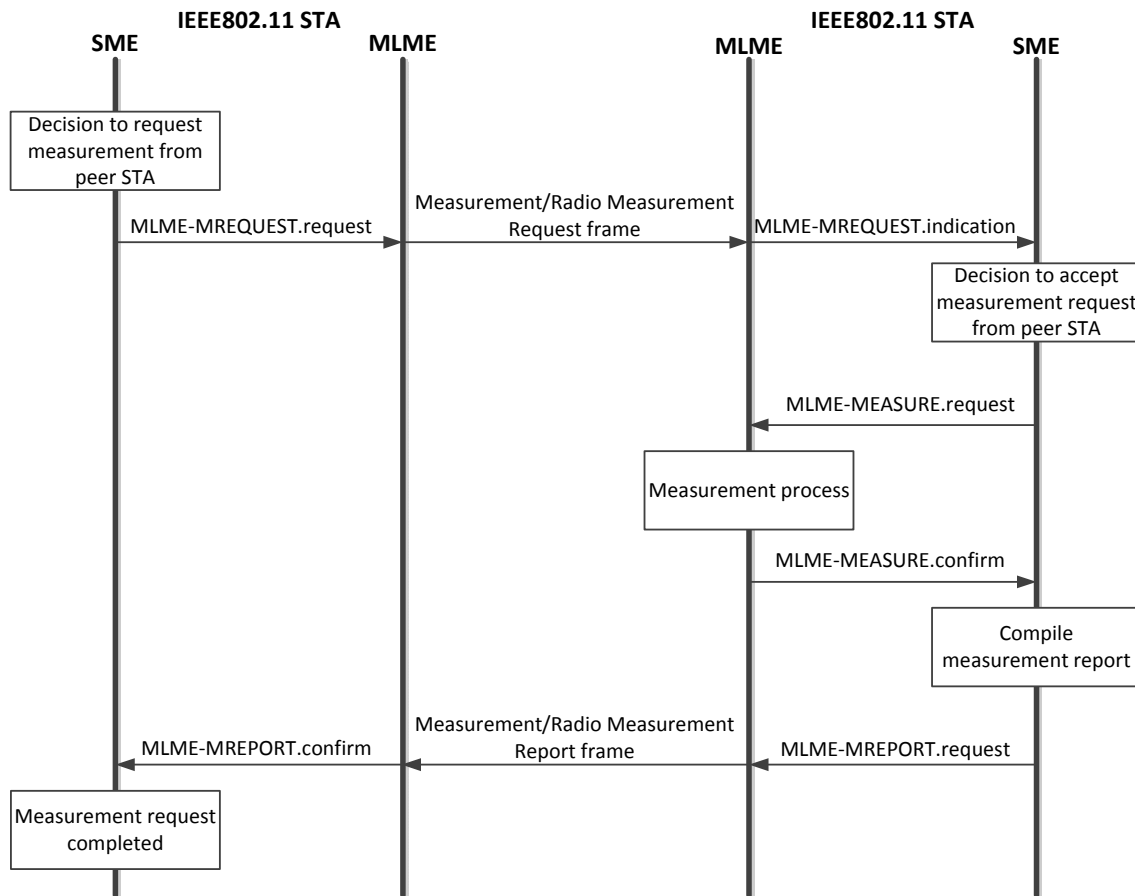 IEEE802.11 STA
IEEE802.11 STA
SME
MLME
MLME
SME
Decision to request
measurement from
peer STA
MLME-MREQUEST.request
Measurement/Radio Measurement
Request frame
MLME-MREQUEST.indication
Decision to accept
measurement request
from peer STA
MLME-MEASURE.request
Measurement process
MLME-MEASURE.confirm
Compile
measurement report
MLME-MREPORT.confirm
Measurement/Radio Measurement
Report frame
MLME-MREPORT.request
Measurement request
completed